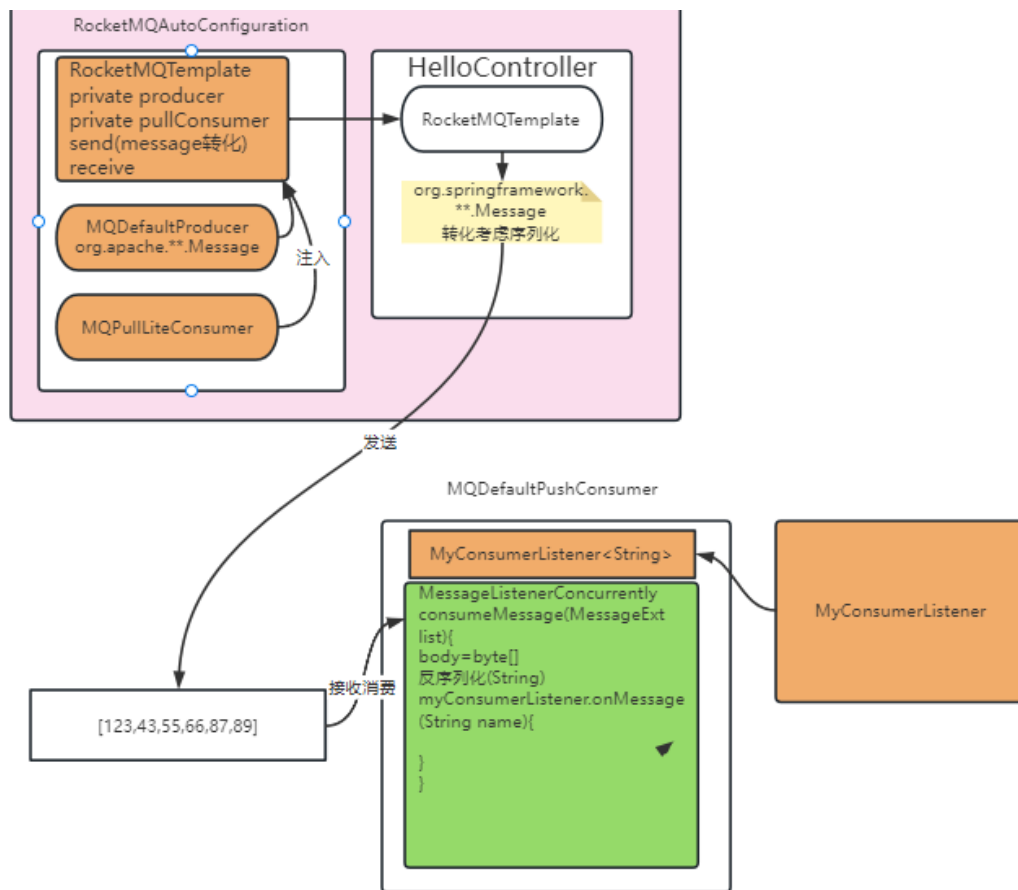 RocketMQAutoConfiguration
RocketMQTemplate
private producer
private pullConsumer
send(message转化)
receive
MQDefaultProducer
org.apache.**.Message
注入
MQPullLiteConsumer
HelloController
RocketMQTemplate
org.springframework.
**.Message
转化考虑序列化
发送
MQDefaultPushConsumer
MyConsumerListener<String>
MessageListenerConcurrently
consumeMessage(MessageExt
list){
body=byte[]
反序列化(String)
myConsumerListener.onMessage
(String name){
}
}
MyConsumerListener
接收消费
[123,43,55,66,87,89]